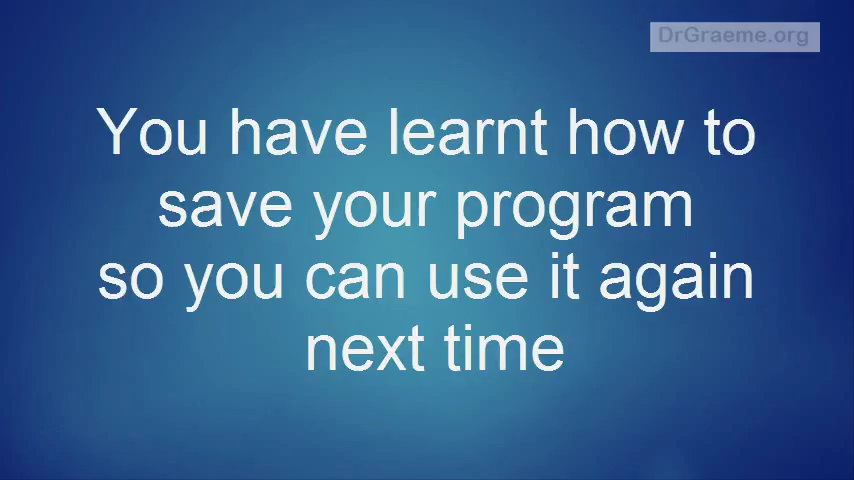 DrGraeme.org
You have learnt how to
save your program
so you can use it again
next time